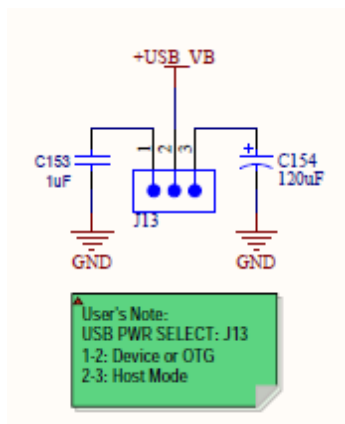 +USB_VB
1
2
3
C153
1uF
+
C154
120uF
J13
GND
GND
User's Note:
USB PWR SELECT: J13
1-2: Device or OTG
2-3: Host Mode